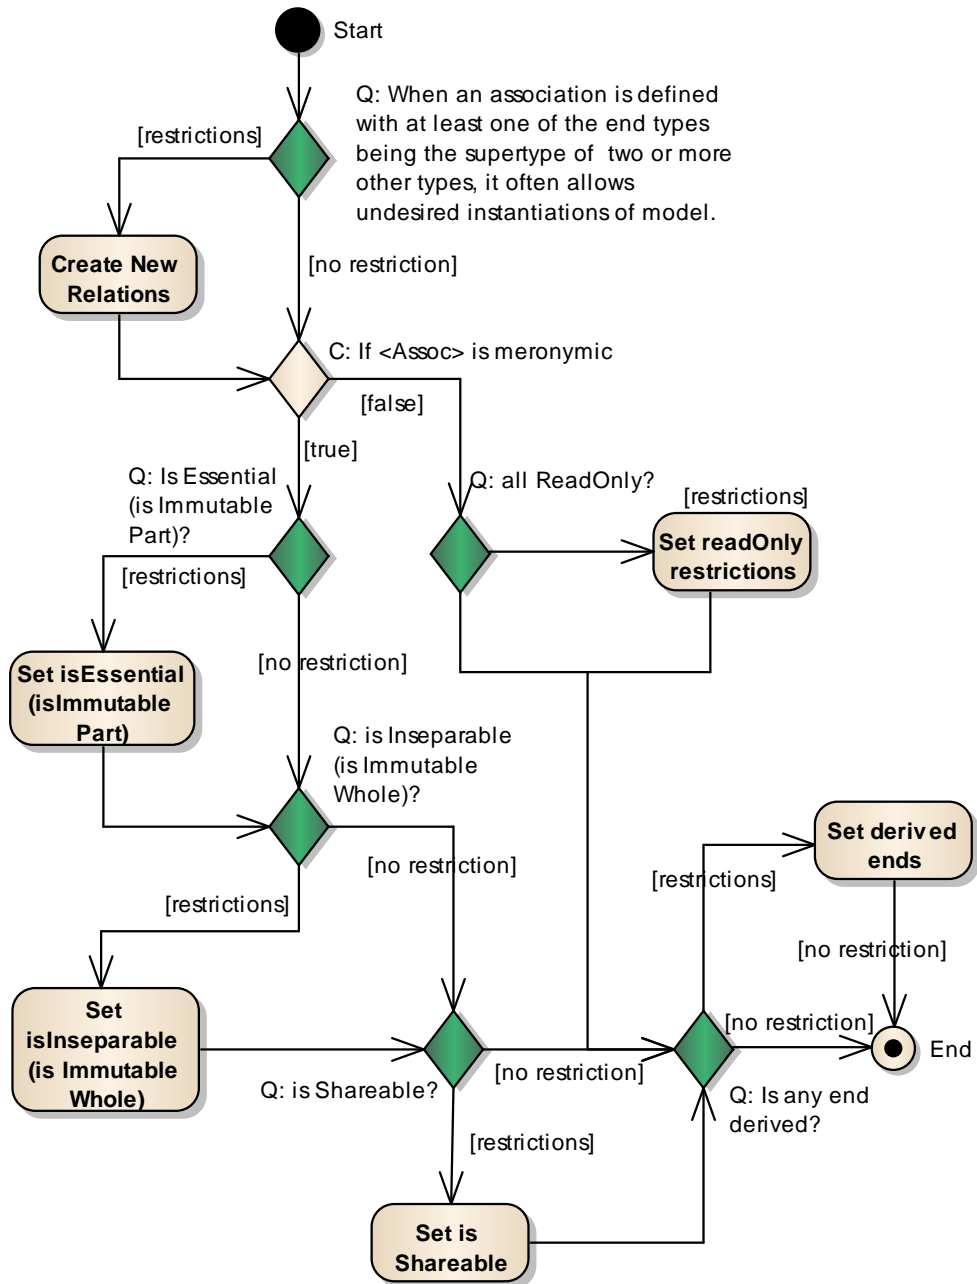 Start
Q: When an association is defined
with at least one of the end types
being the supertype of two or more
other types, it often allows
undesired instantiations of model.
[restrictions]
Create New
Relations
[no restriction]
C: If <Assoc> is meronymic
[false]
[true]
Q: Is Essential
(is Immutable
Part)?
Q: all ReadOnly?
[restrictions]
Set readOnly
restrictions
[restrictions]
[no restriction]
Set isEssential
(isImmutable
Part)
Q: is Inseparable
(is Immutable
Whole)?
[no restriction]
[restrictions]
Set derived
ends
[restrictions]
[no restriction]
Set
isInseparable
(is Immutable
Whole)
[no restriction]
End
[no restriction]
Q: is Shareable?
Q: Is any end
derived?
[restrictions]
Set is
Shareable